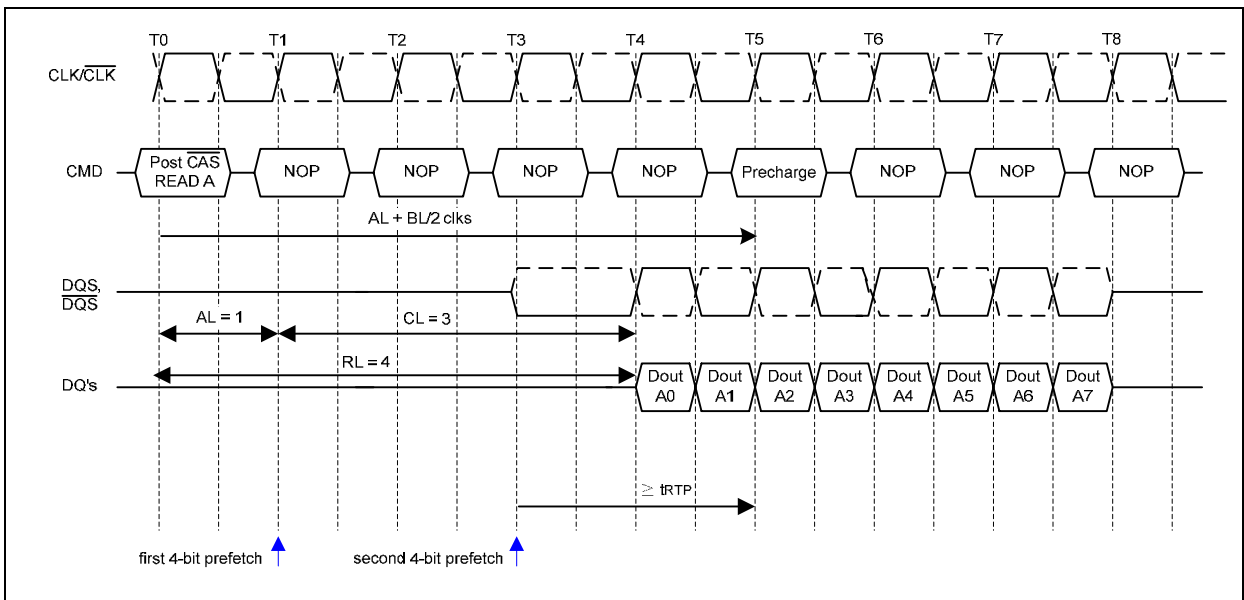 T0 T1 T2 T3 T4 T5 T6 T7 T8
CLK/C̅L̅K̅
CMD
Post C̅A̅S̅
READ A
NOP NOP NOP NOP Precharge NOP NOP NOP
AL + BL/2 clks
DQS,
D̅Q̅S̅
AL = 1
CL = 3
RL = 4
DQ's
Dout
A0
Dout
A1
Dout
A2
Dout
A3
Dout
A4
Dout
A5
Dout
A6
Dout
A7
≥ tRTP
first 4-bit prefetch
second 4-bit prefetch